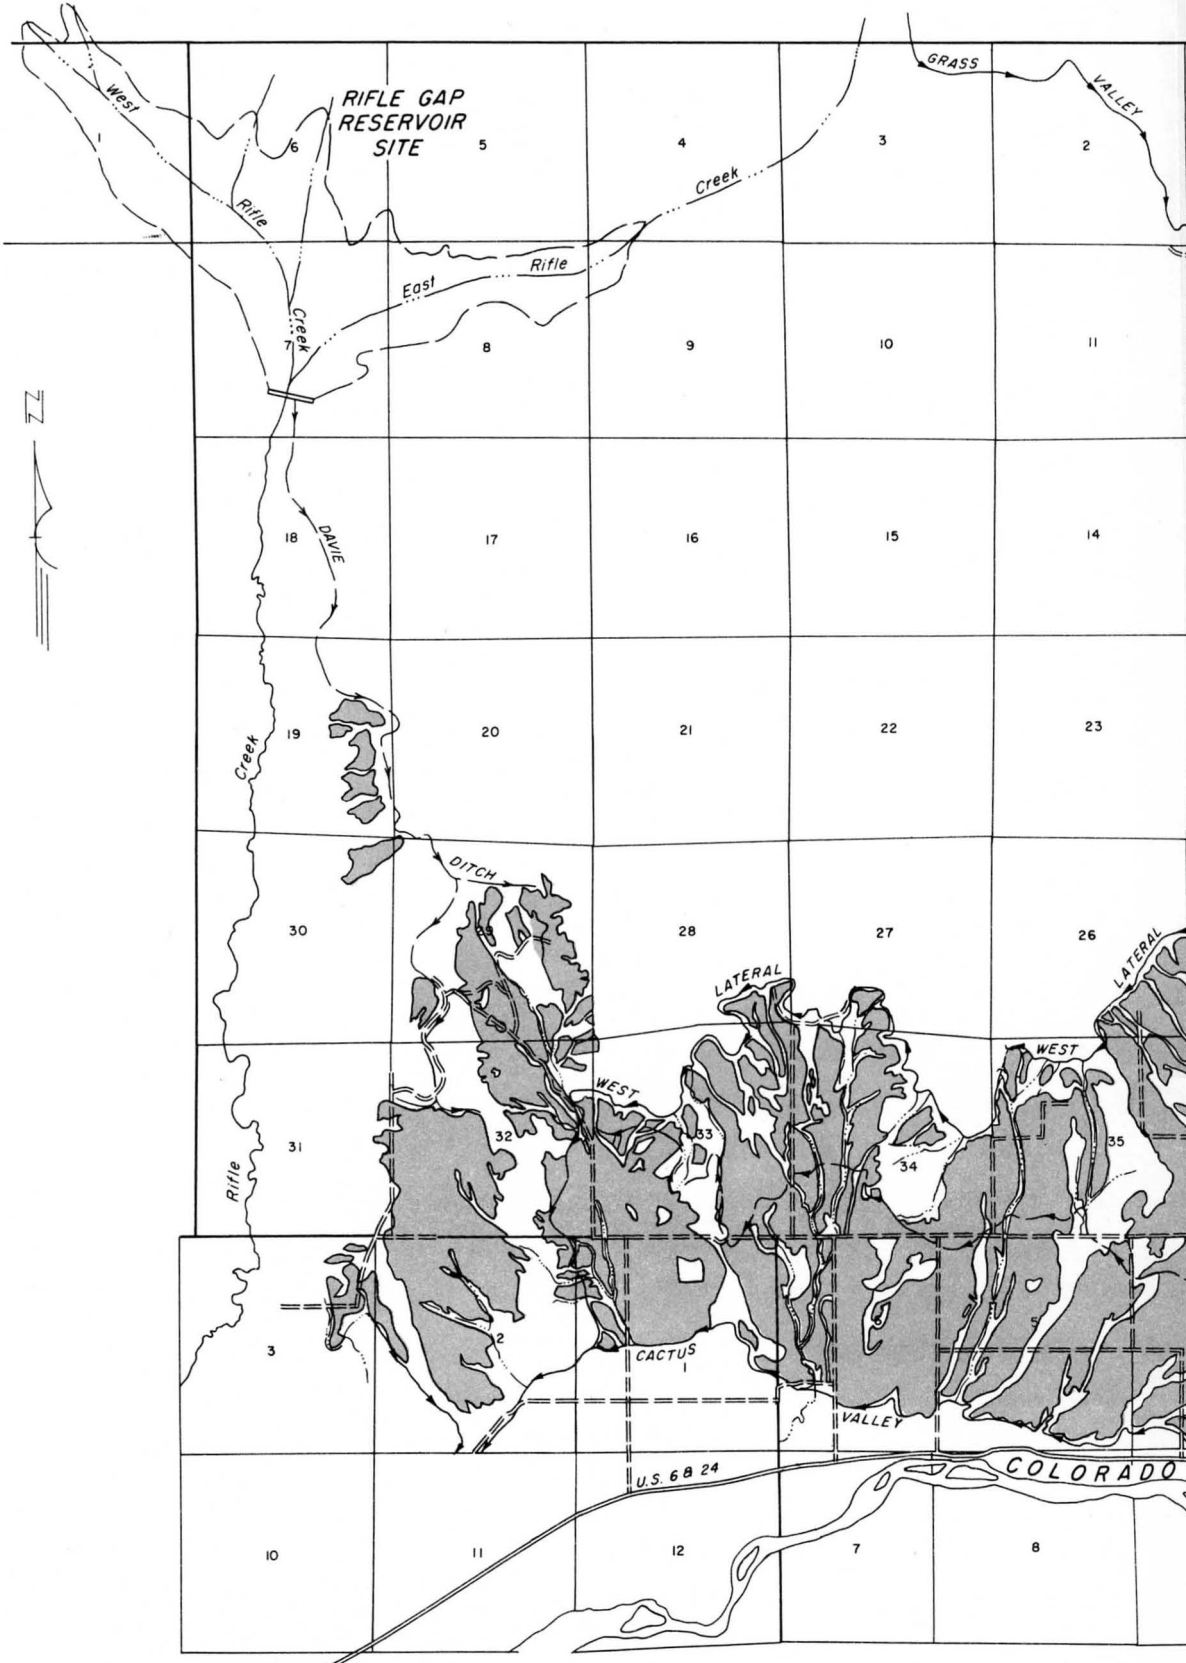 GRASS
VALLEY
West
RIFLE GAP
RESERVOIR
SITE
1
6
5
4
3
2
Creek
Rifle
Rifle
East
Creek
7
8
9
10
11
N
18
DAVIE
17
16
15
14
19
20
21
22
23
Creek
DITCH
30
29
28
27
26
LATERAL
LATERAL
WEST
WEST
31
32
33
34
35
Rifle
3
2
CACTUS
1
6
5
VALLEY
U.S. 6 & 24
COLORADO
10
11
12
7
8